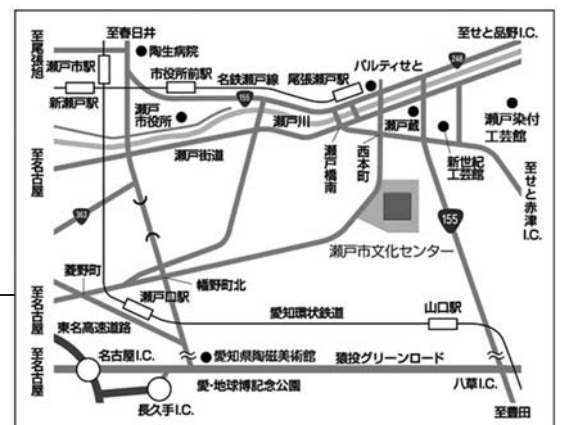 至春日井
至せと品野I.C.
至尾張旭
陶生病院
瀬戸市駅
市役所前駅
名鉄瀬戸線
尾張瀬戸駅
パルティせと
248
新瀬戸駅
155
瀬戸市役所
瀬戸川
瀬戸蔵
瀬戸染付工芸館
瀬戸街道
瀬戸橋南
西本町
新世紀工芸館
至名古屋
至せと赤津I.C.
363
155
瀬戸市文化センター
菱野町
幡野町北
瀬戸口駅
至名古屋
愛知環状鉄道
山口駅
東名高速道路
至名古屋
名古屋I.C.
愛知県陶磁美術館
猿投グリーンロード
愛・地球博記念公園
八草I.C.
長久手I.C.
至豊田